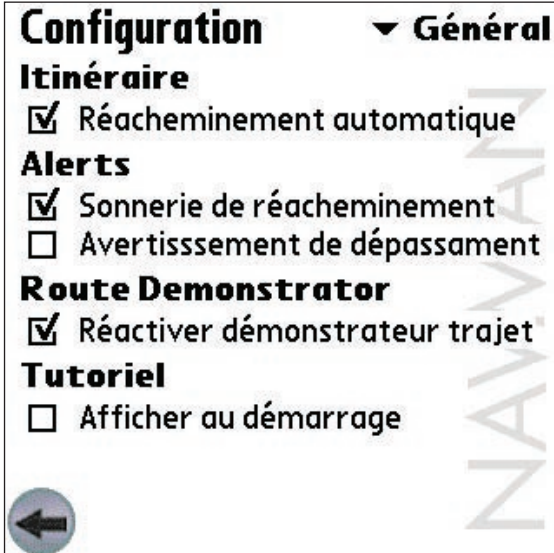 Configuration
Général
Itinéraire
Réacheminement automatique
Alerts
Sonnerie de réacheminement
Avertisssement de dépassament
Route Demonstrator
Réactiver démonstrateur trajet
Tutoriel
Afficher au démarrage
NAVMAN